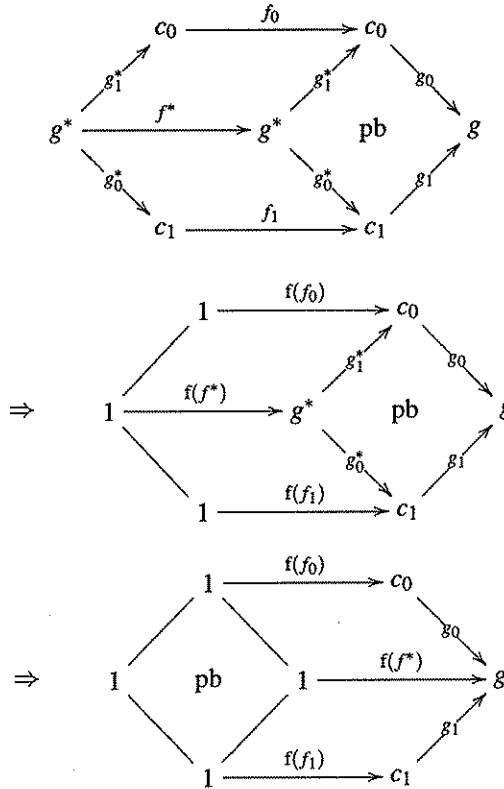 c₀ f₀ c₀
g₁* g₁* g₀
g* f* g* pb g
g₀* g₀* g₁
c₁ f₁ c₁
1 f(f₀) c₀
g₁* g₀
⇒ 1 f(f*) g* pb g
g₀* g₁
1 f(f₁) c₁
1 f(f₀) c₀
g₀
⇒ 1 pb 1 f(f*) g
g₁
1 f(f₁) c₁